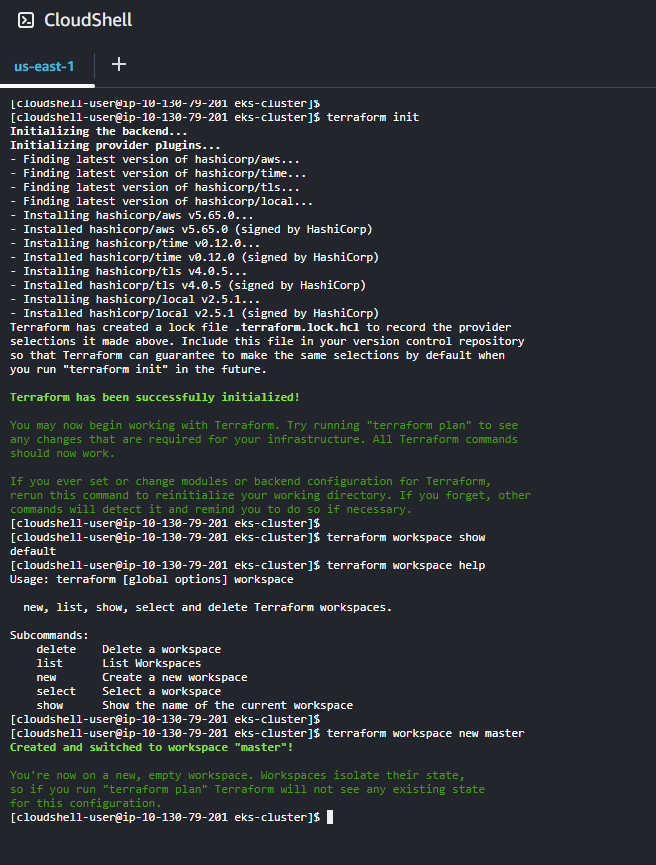 CloudShell
us-east-1
[cloudshell-user@ip-10-130-79-201 eks-cluster]$
[cloudshell-user@ip-10-130-79-201 eks-cluster]$ terraform init
Initializing the backend...
Initializing provider plugins...
- Finding latest version of hashicorp/aws...
- Finding latest version of hashicorp/time...
- Finding latest version of hashicorp/tls...
- Finding latest version of hashicorp/local...
- Installing hashicorp/aws v5.65.0...
- Installed hashicorp/aws v5.65.0 (signed by HashiCorp)
- Installing hashicorp/time v0.12.0...
- Installed hashicorp/time v0.12.0 (signed by HashiCorp)
- Installing hashicorp/tls v4.0.5...
- Installed hashicorp/tls v4.0.5 (signed by HashiCorp)
- Installing hashicorp/local v2.5.1...
- Installed hashicorp/local v2.5.1 (signed by HashiCorp)
Terraform has created a lock file .terraform.lock.hcl to record the provider
selections it made above. Include this file in your version control repository
so that Terraform can guarantee to make the same selections by default when
you run "terraform init" in the future.
Terraform has been successfully initialized!
You may now begin working with Terraform. Try running "terraform plan" to see
any changes that are required for your infrastructure. All Terraform commands
should now work.
If you ever set or change modules or backend configuration for Terraform,
rerun this command to reinitialize your working directory. If you forget, other
commands will detect it and remind you to do so if necessary.
[cloudshell-user@ip-10-130-79-201 eks-cluster]$
[cloudshell-user@ip-10-130-79-201 eks-cluster]$ terraform workspace show
default
[cloudshell-user@ip-10-130-79-201 eks-cluster]$ terraform workspace help
Usage: terraform [global options] workspace
new, list, show, select and delete Terraform workspaces.
Subcommands:
delete    Delete a workspace
list      List Workspaces
new       Create a new workspace
select    Select a workspace
show      Show the name of the current workspace
[cloudshell-user@ip-10-130-79-201 eks-cluster]$
[cloudshell-user@ip-10-130-79-201 eks-cluster]$ terraform workspace new master
Created and switched to workspace "master"!
You're now on a new, empty workspace. Workspaces isolate their state,
so if you run "terraform plan" Terraform will not see any existing state
for this configuration.
[cloudshell-user@ip-10-130-79-201 eks-cluster]$